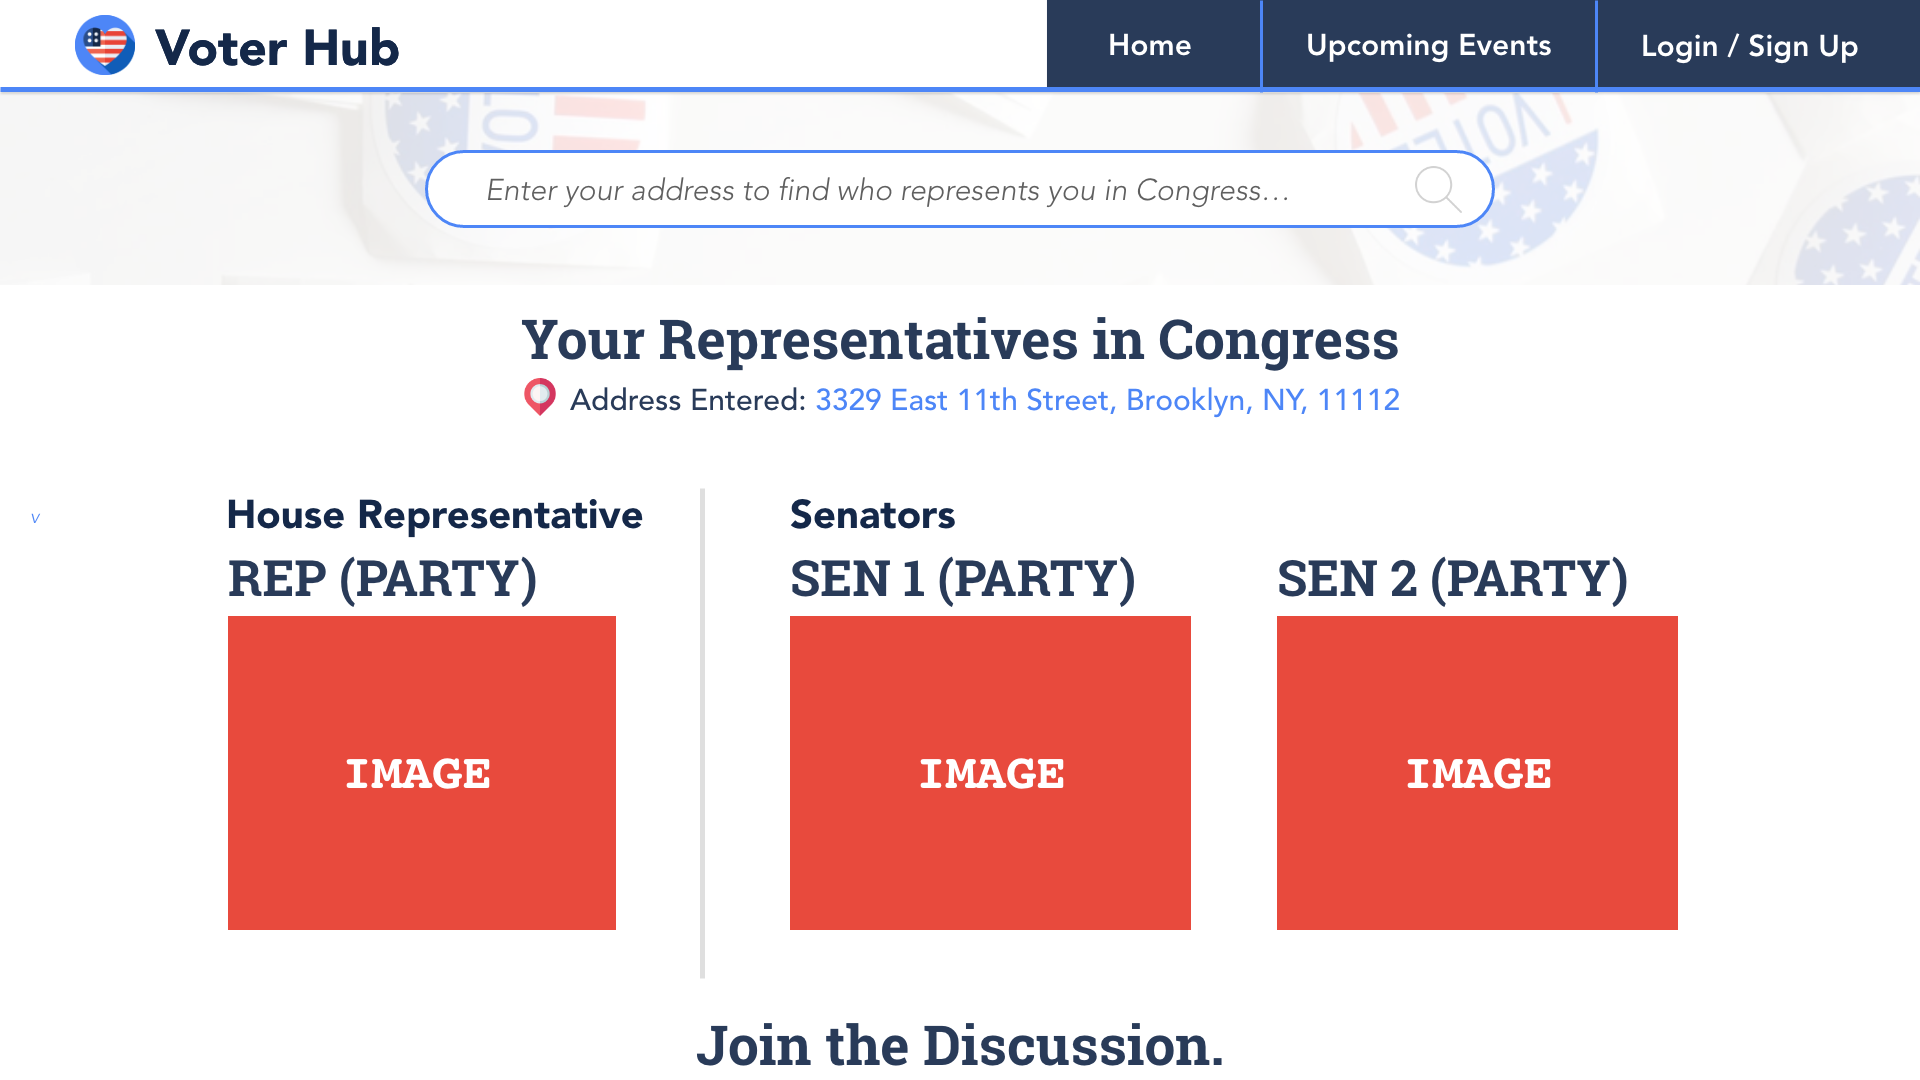 Voter Hub
Home
Upcoming Events
Login / Sign Up
VOTE
Enter your address to find who represents you in Congress...
Your Representatives in Congress
Address Entered: 3329 East 11th Street, Brooklyn, NY, 11112
v
House Representative
Senators
REP (PARTY)
SEN 1 (PARTY)
SEN 2 (PARTY)
IMAGE
IMAGE
IMAGE
Join the Discussion.